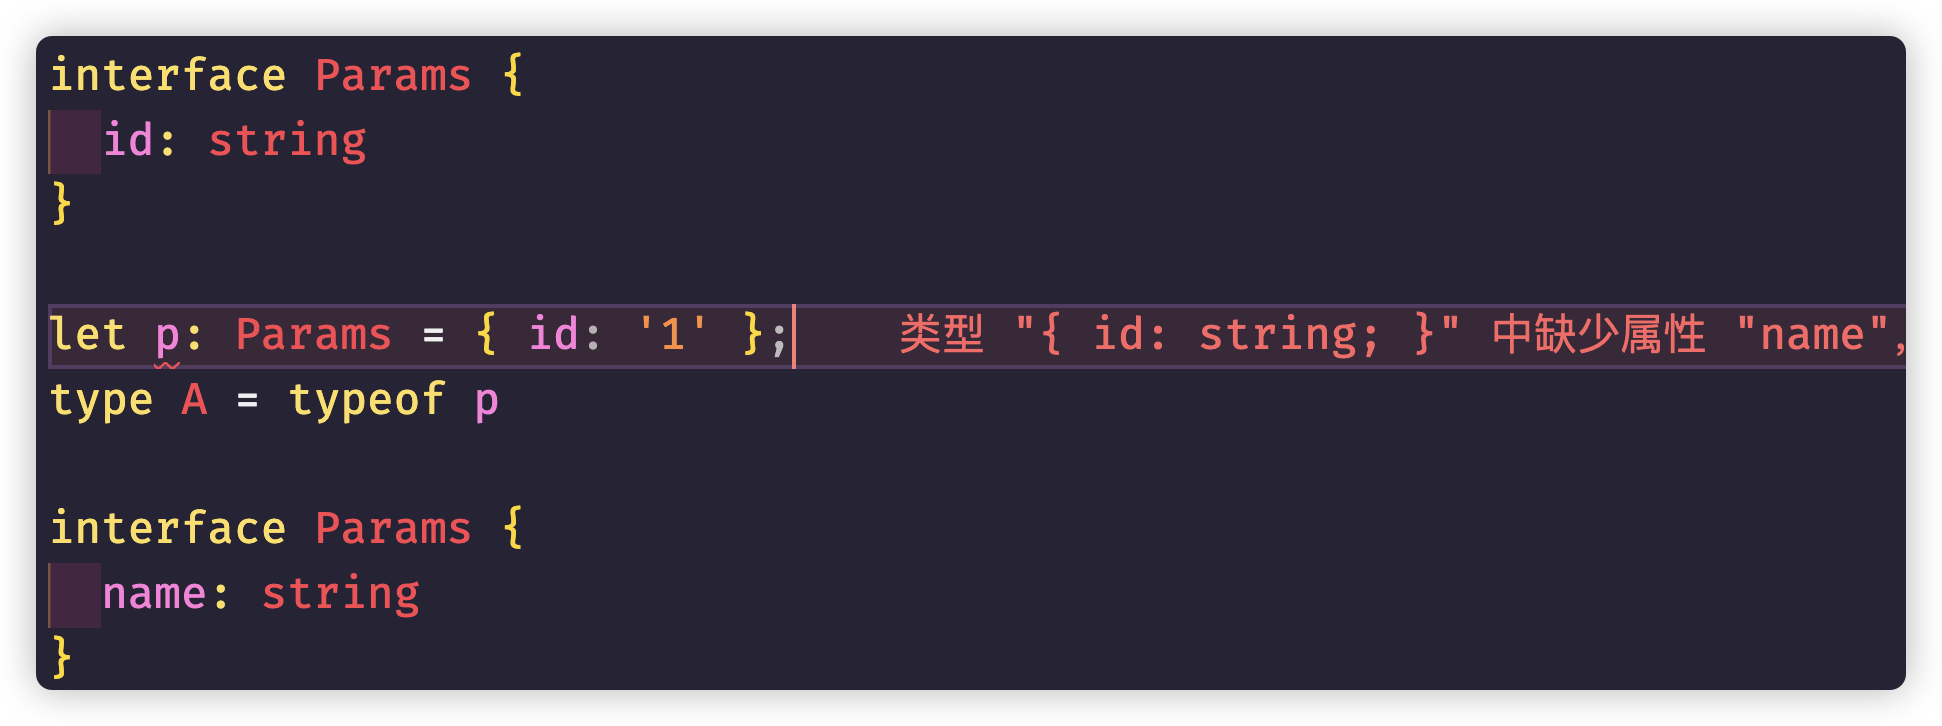 interface Params {
  id: string
}
let p: Params = { id: '1' };    类型 "{ id: string; }" 中缺少属性 "name",
type A = typeof p
interface Params {
  name: string
}